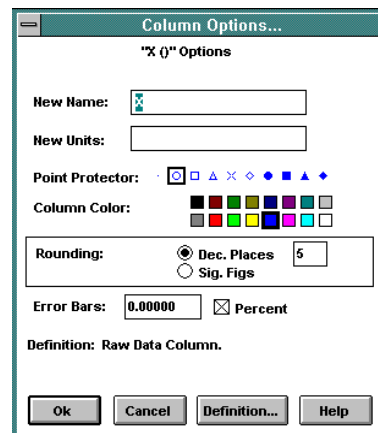 Column Options...
"X ()" Options
New Name: X
New Units:
Point Protector:
Column Color:
Rounding: Dec. Places 5
Sig. Figs
Error Bars: 0.00000 Percent
Definition: Raw Data Column.
Ok Cancel Definition... Help